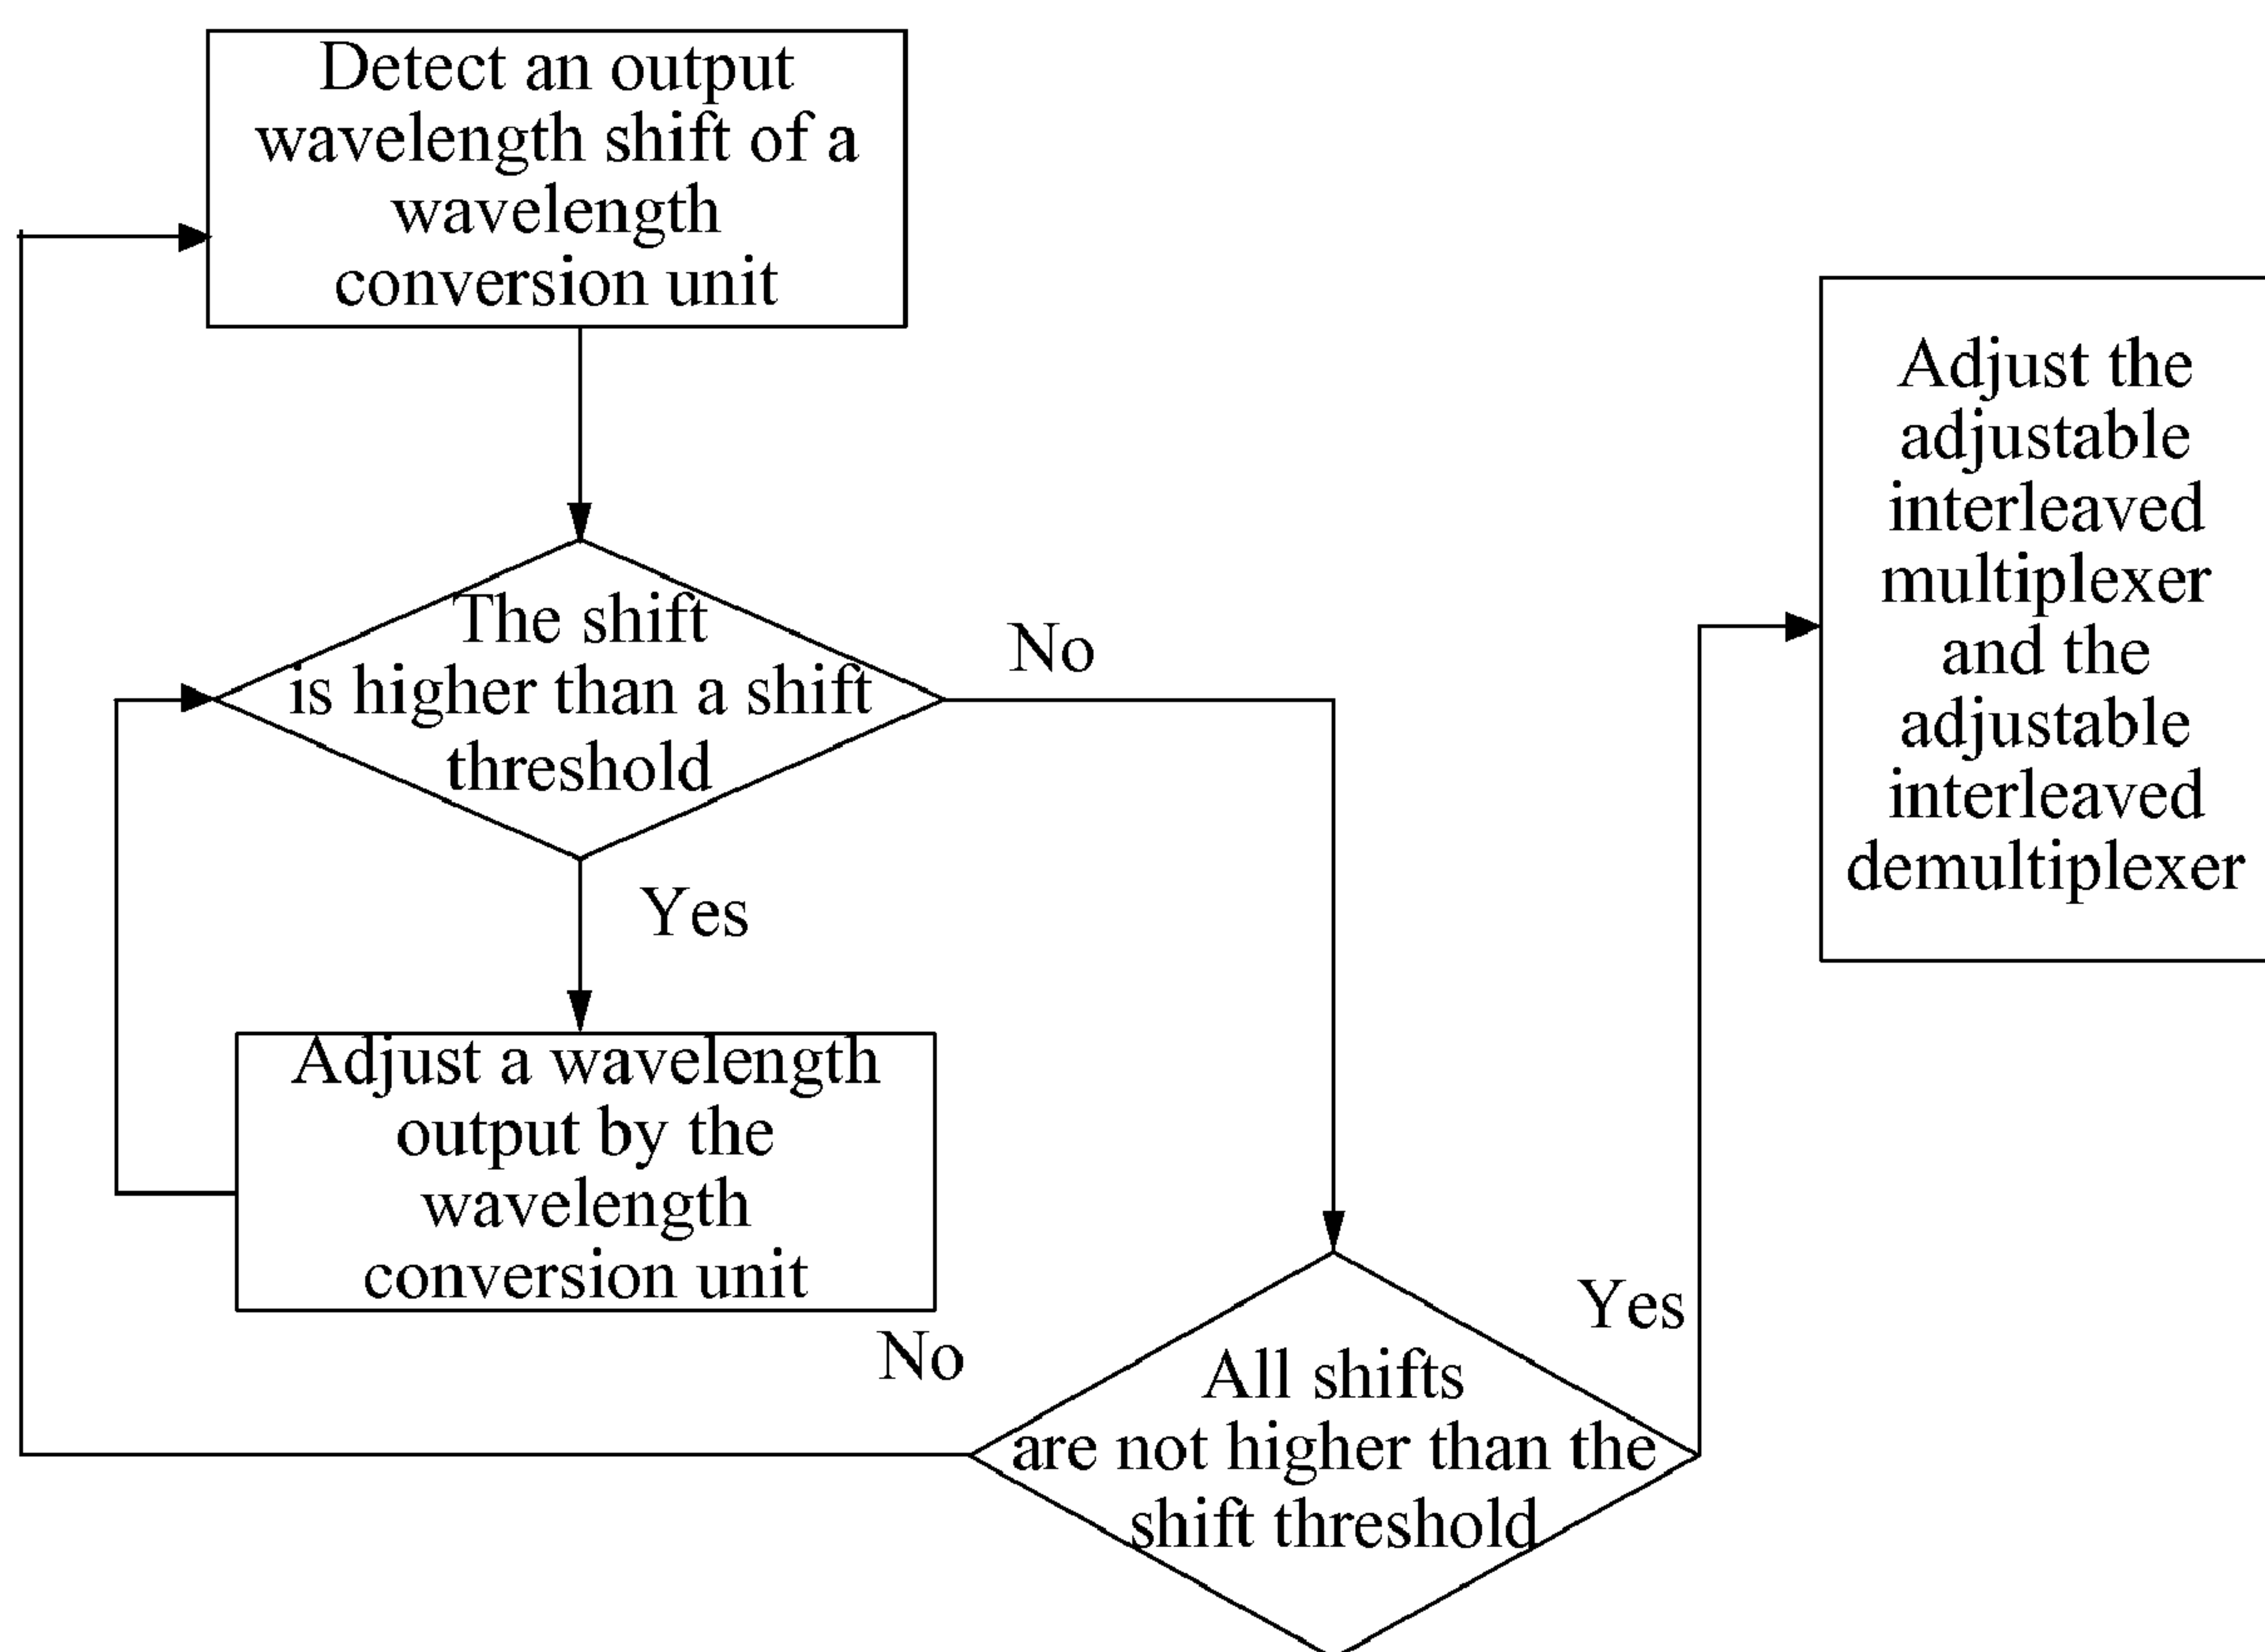 Detect an output
wavelength shift of a
wavelength
conversion unit
The shift
is higher than a shift
threshold
No
Yes
Adjust a wavelength
output by the
wavelength
conversion unit
No
All shifts
are not higher than the
shift threshold
Yes
Adjust the
adjustable
interleaved
multiplexer
and the
adjustable
interleaved
demultiplexer